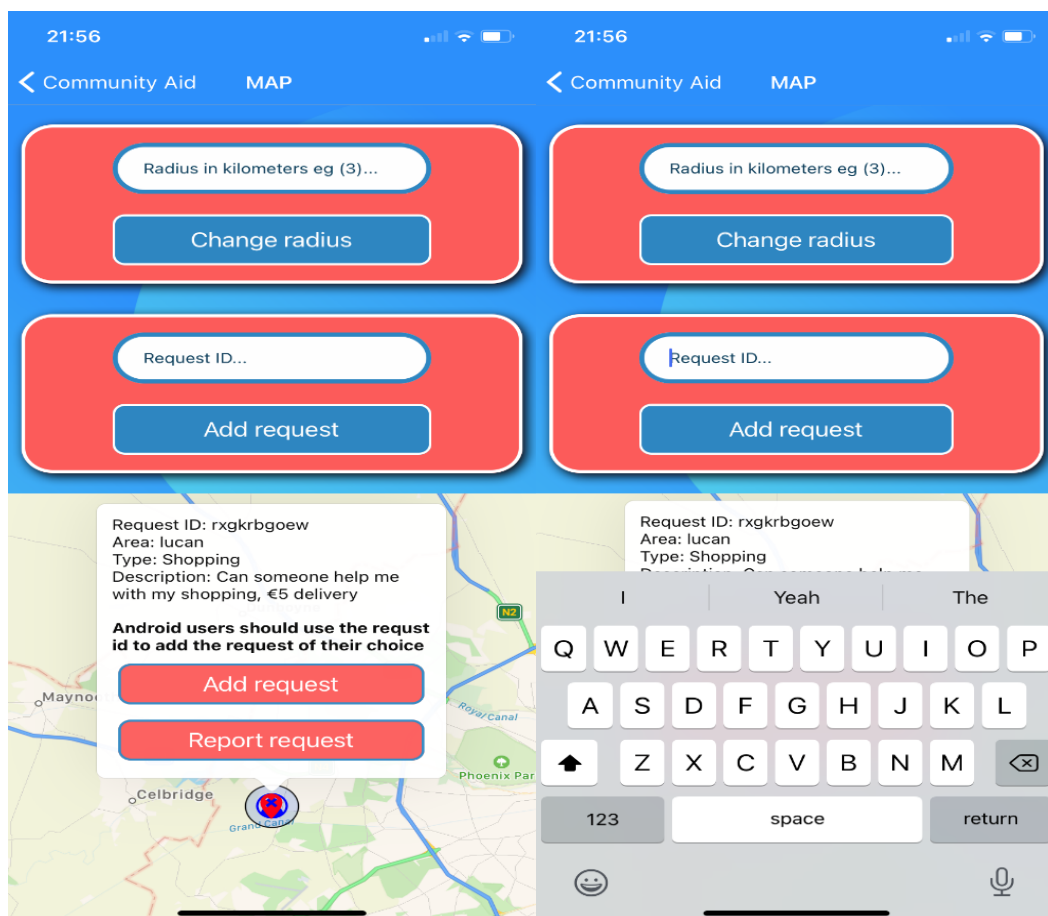 21:56
Community Aid MAP
Radius in kilometers eg (3)...
Change radius
Request ID...
Add request
Request ID: rxgkrbgoew
Area: lucan
Type: Shopping
Description: Can someone help me
with my shopping, €5 delivery
Android users should use the requst
id to add the request of their choice
Add request
Report request
N2
Royal Canal
Phoenix Par
Celbridge
Grand Canal
21:56
Community Aid MAP
Radius in kilometers eg (3)...
Change radius
Request ID...
Add request
Request ID: rxgkrbgoew
Area: lucan
Type: Shopping
I Yeah The
Q W E R T Y U I O P
A S D F G H J K L
Z X C V B N M
123 space return